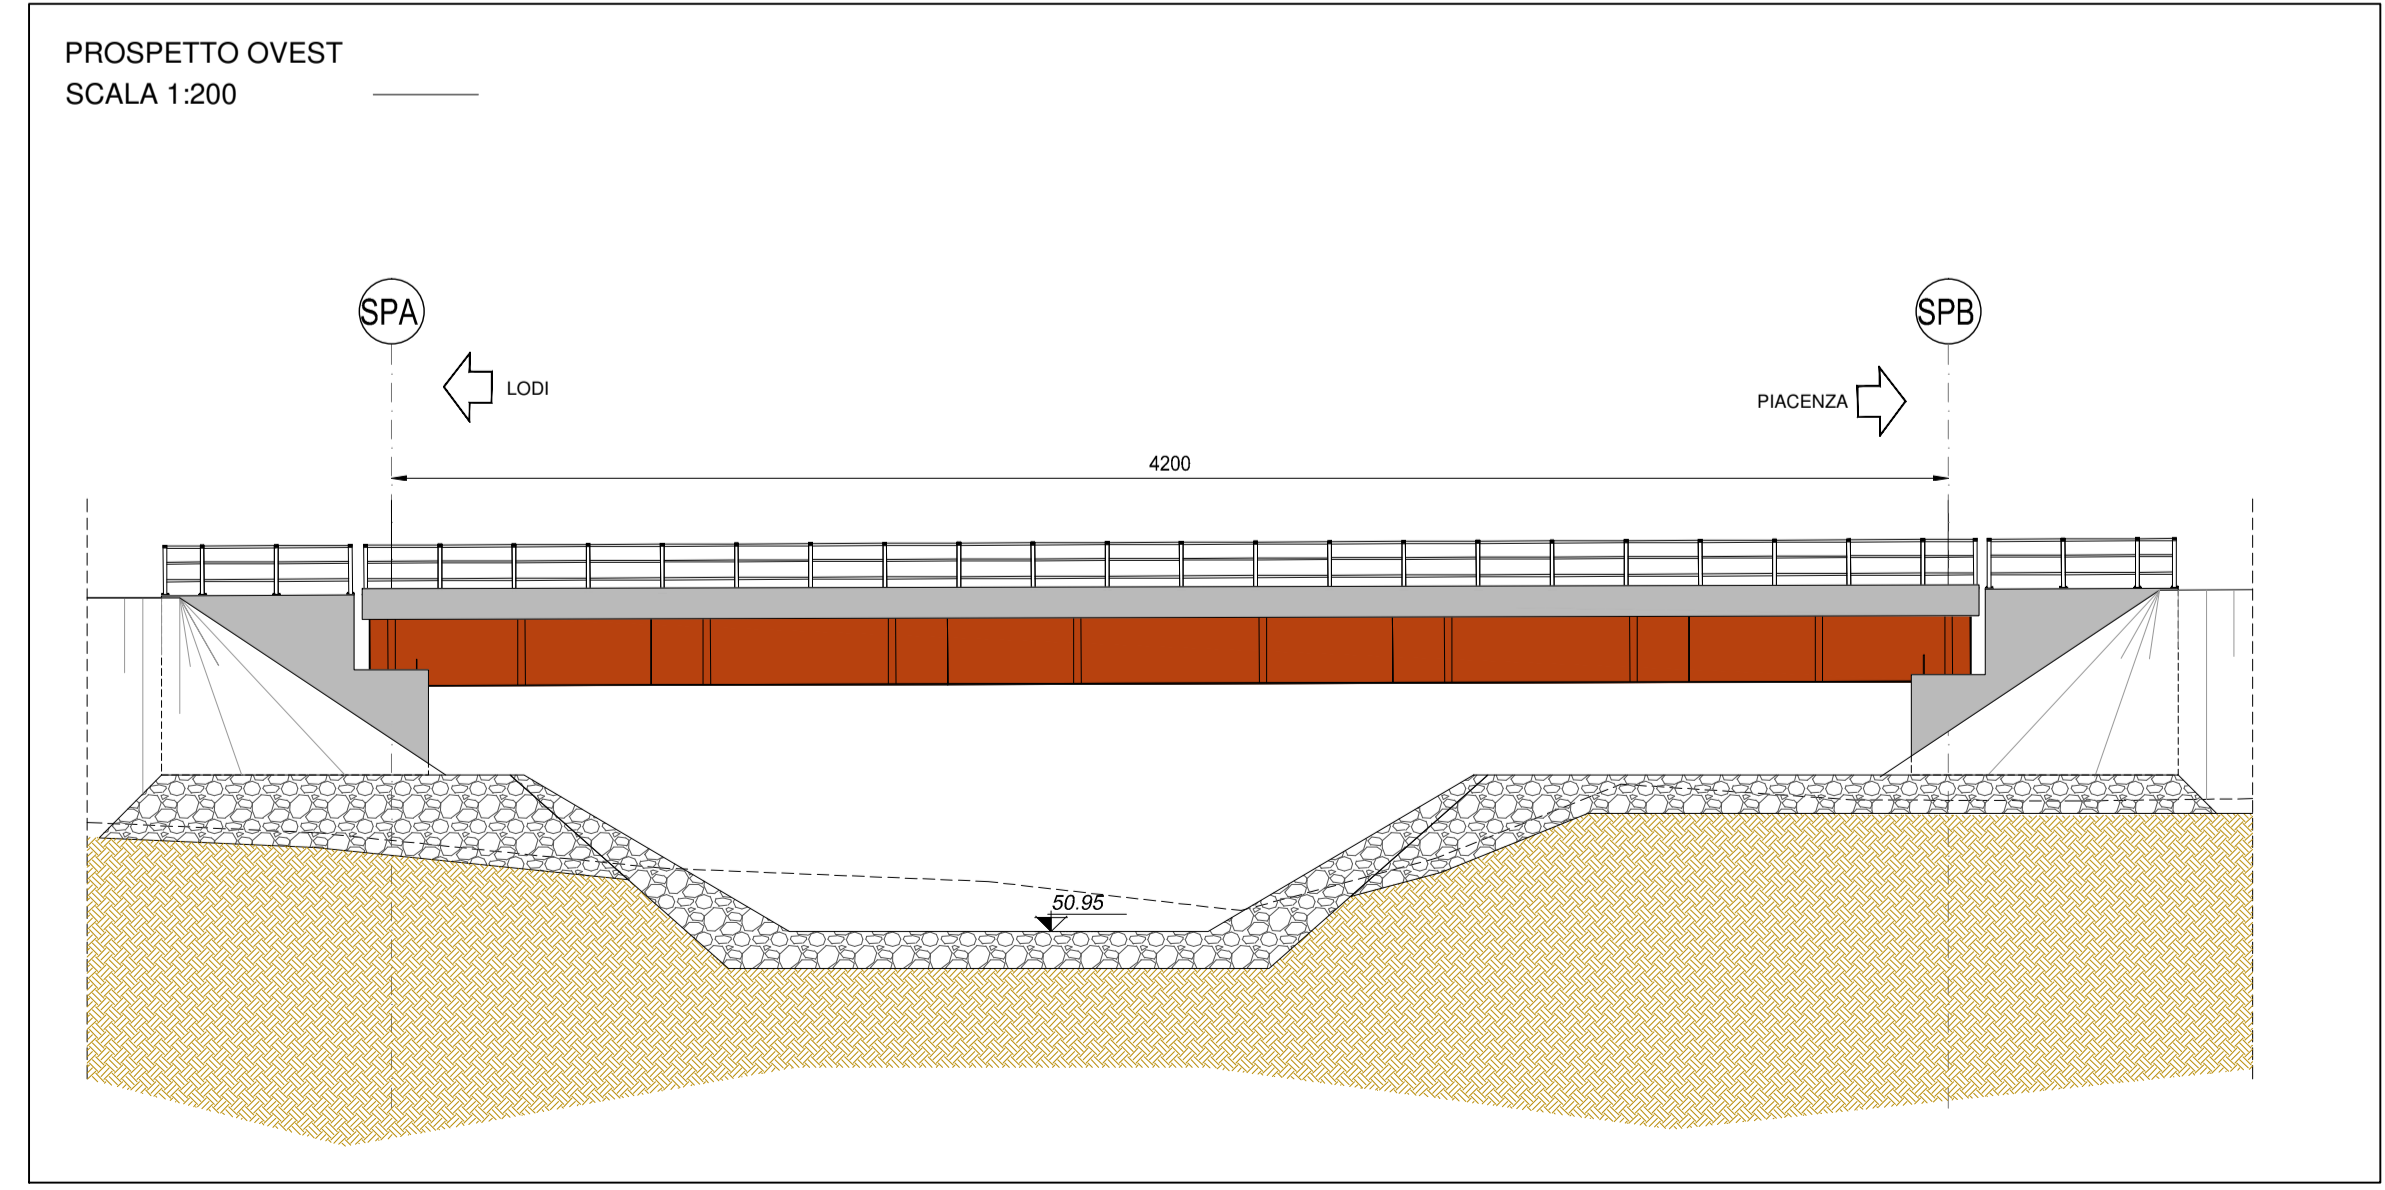 PROSPETTO OVEST
SCALA 1:200
SPA
SPB
LODI
PIACENZA
4200
50.95